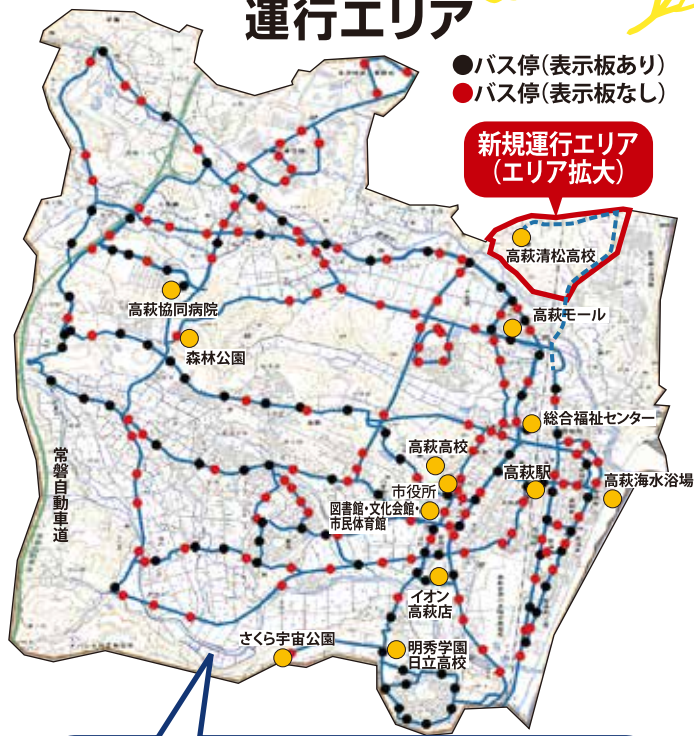 運行エリア
●バス停(表示板あり)
●バス停(表示板なし)
新規運行エリア
(エリア拡大)
高萩清松高校
高萩協同病院
高萩モール
森林公園
総合福祉センター
高萩高校
高萩駅
高萩海水浴場
市役所
図書館・文化会館・
市民体育館
常磐自動車道
イオン
高萩店
さくら宇宙公園
明秀学園
日立高校